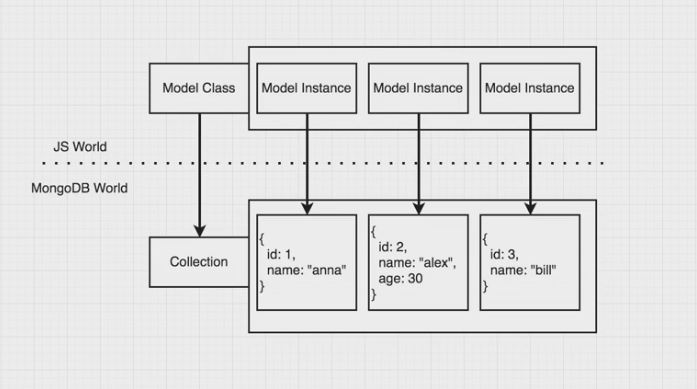 Model Class
Model Instance
Model Instance
Model Instance
JS World
MongoDB World
Collection
{
id: 1,
name: "anna"
}
{
id: 2,
name: "alex",
age: 30
}
{
id: 3,
name: "bill"
}